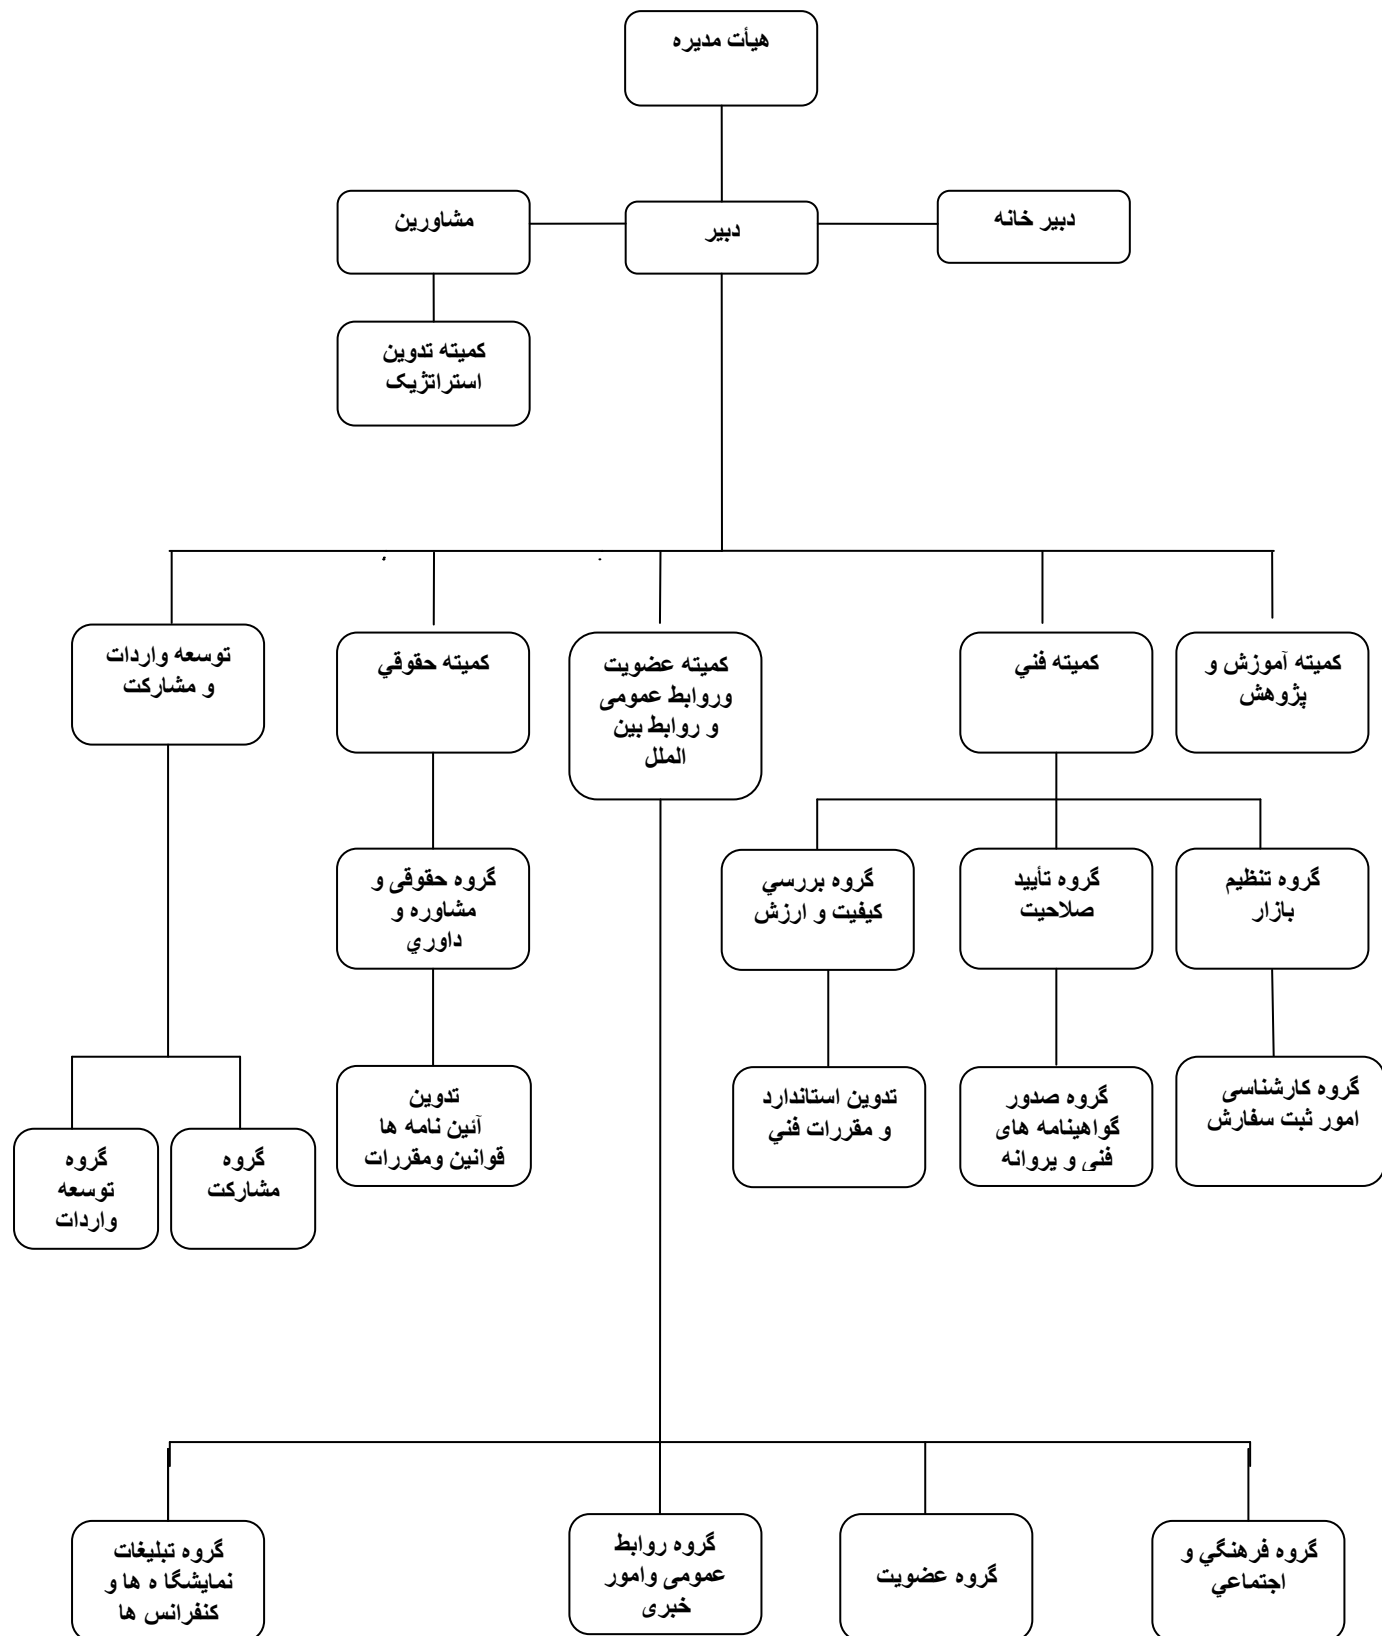 هيأت مديره
دبير خانه
دبير
مشاورين
كميته تدوين
استراتژیک
كميته آموزش و
پژوهش
كميته فني
كميته عضويت
وروابط عمومی
و روابط بين
الملل
كميته حقوقي
توسعه واردات
و مشاركت
گروه تنظيم
بازار
گروه تأييد
صلاحيت
گروه بررسي
كيفيت و ارزش
گروه حقوقی و
مشاوره و
داوري
گروه كارشناسی
امور ثبت سفارش
گروه صدور
گواهينامه های
فنی و پروانه
تدوين استاندارد
و مقررات فني
تدوين
آئين نامه ها
قوانين ومقررات
گروه
مشاركت
گروه
توسعه
واردات
گروه فرهنگي و
اجتماعي
گروه عضويت
گروه روابط
عمومی وامور
خبری
گروه تبليغات
نمايشگا ه ها و
كنفرانس ها